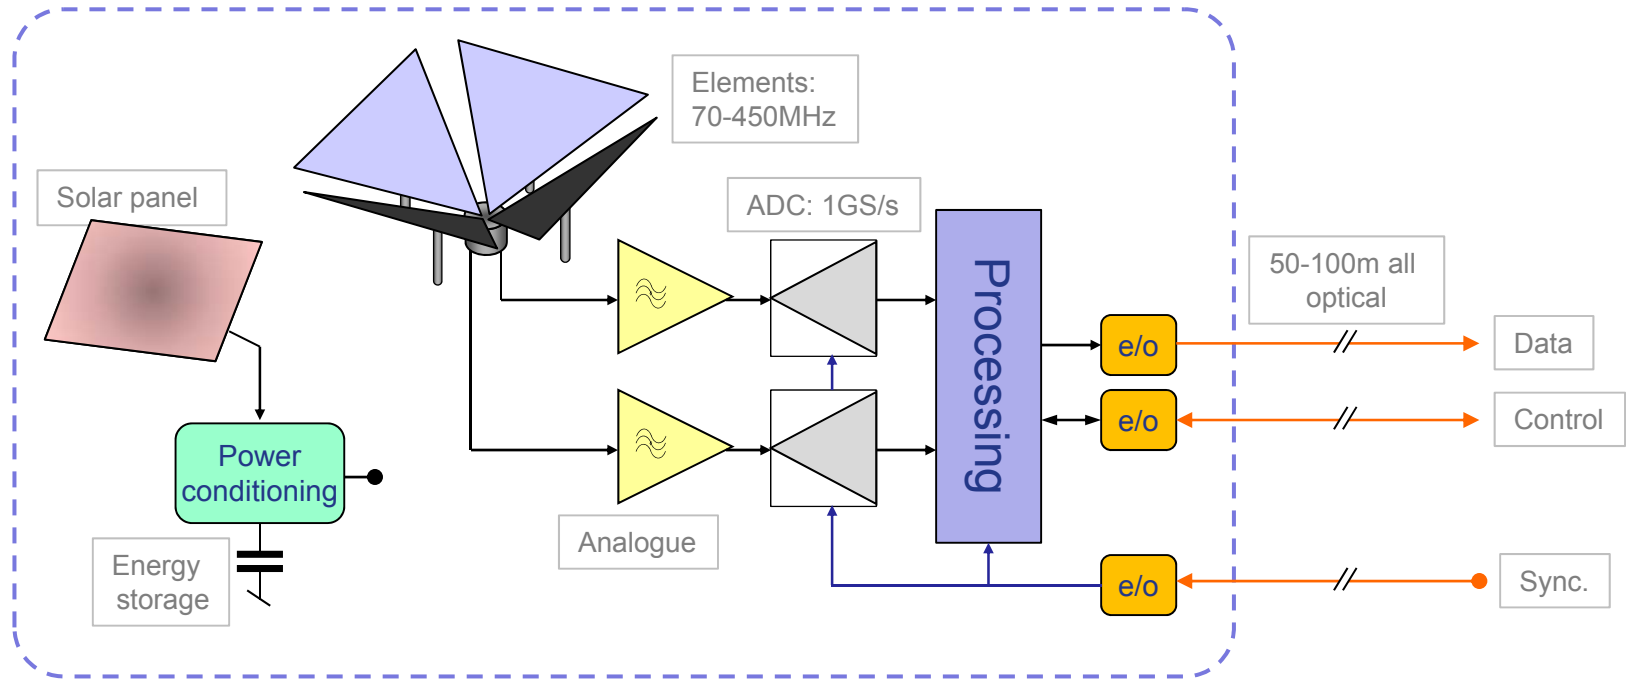 Elements:
70-450MHz
Solar panel
ADC: 1GS/s
Processing
50-100m all
optical
e/o
Data
e/o
Control
Power
conditioning
Analogue
Energy
storage
e/o
Sync.